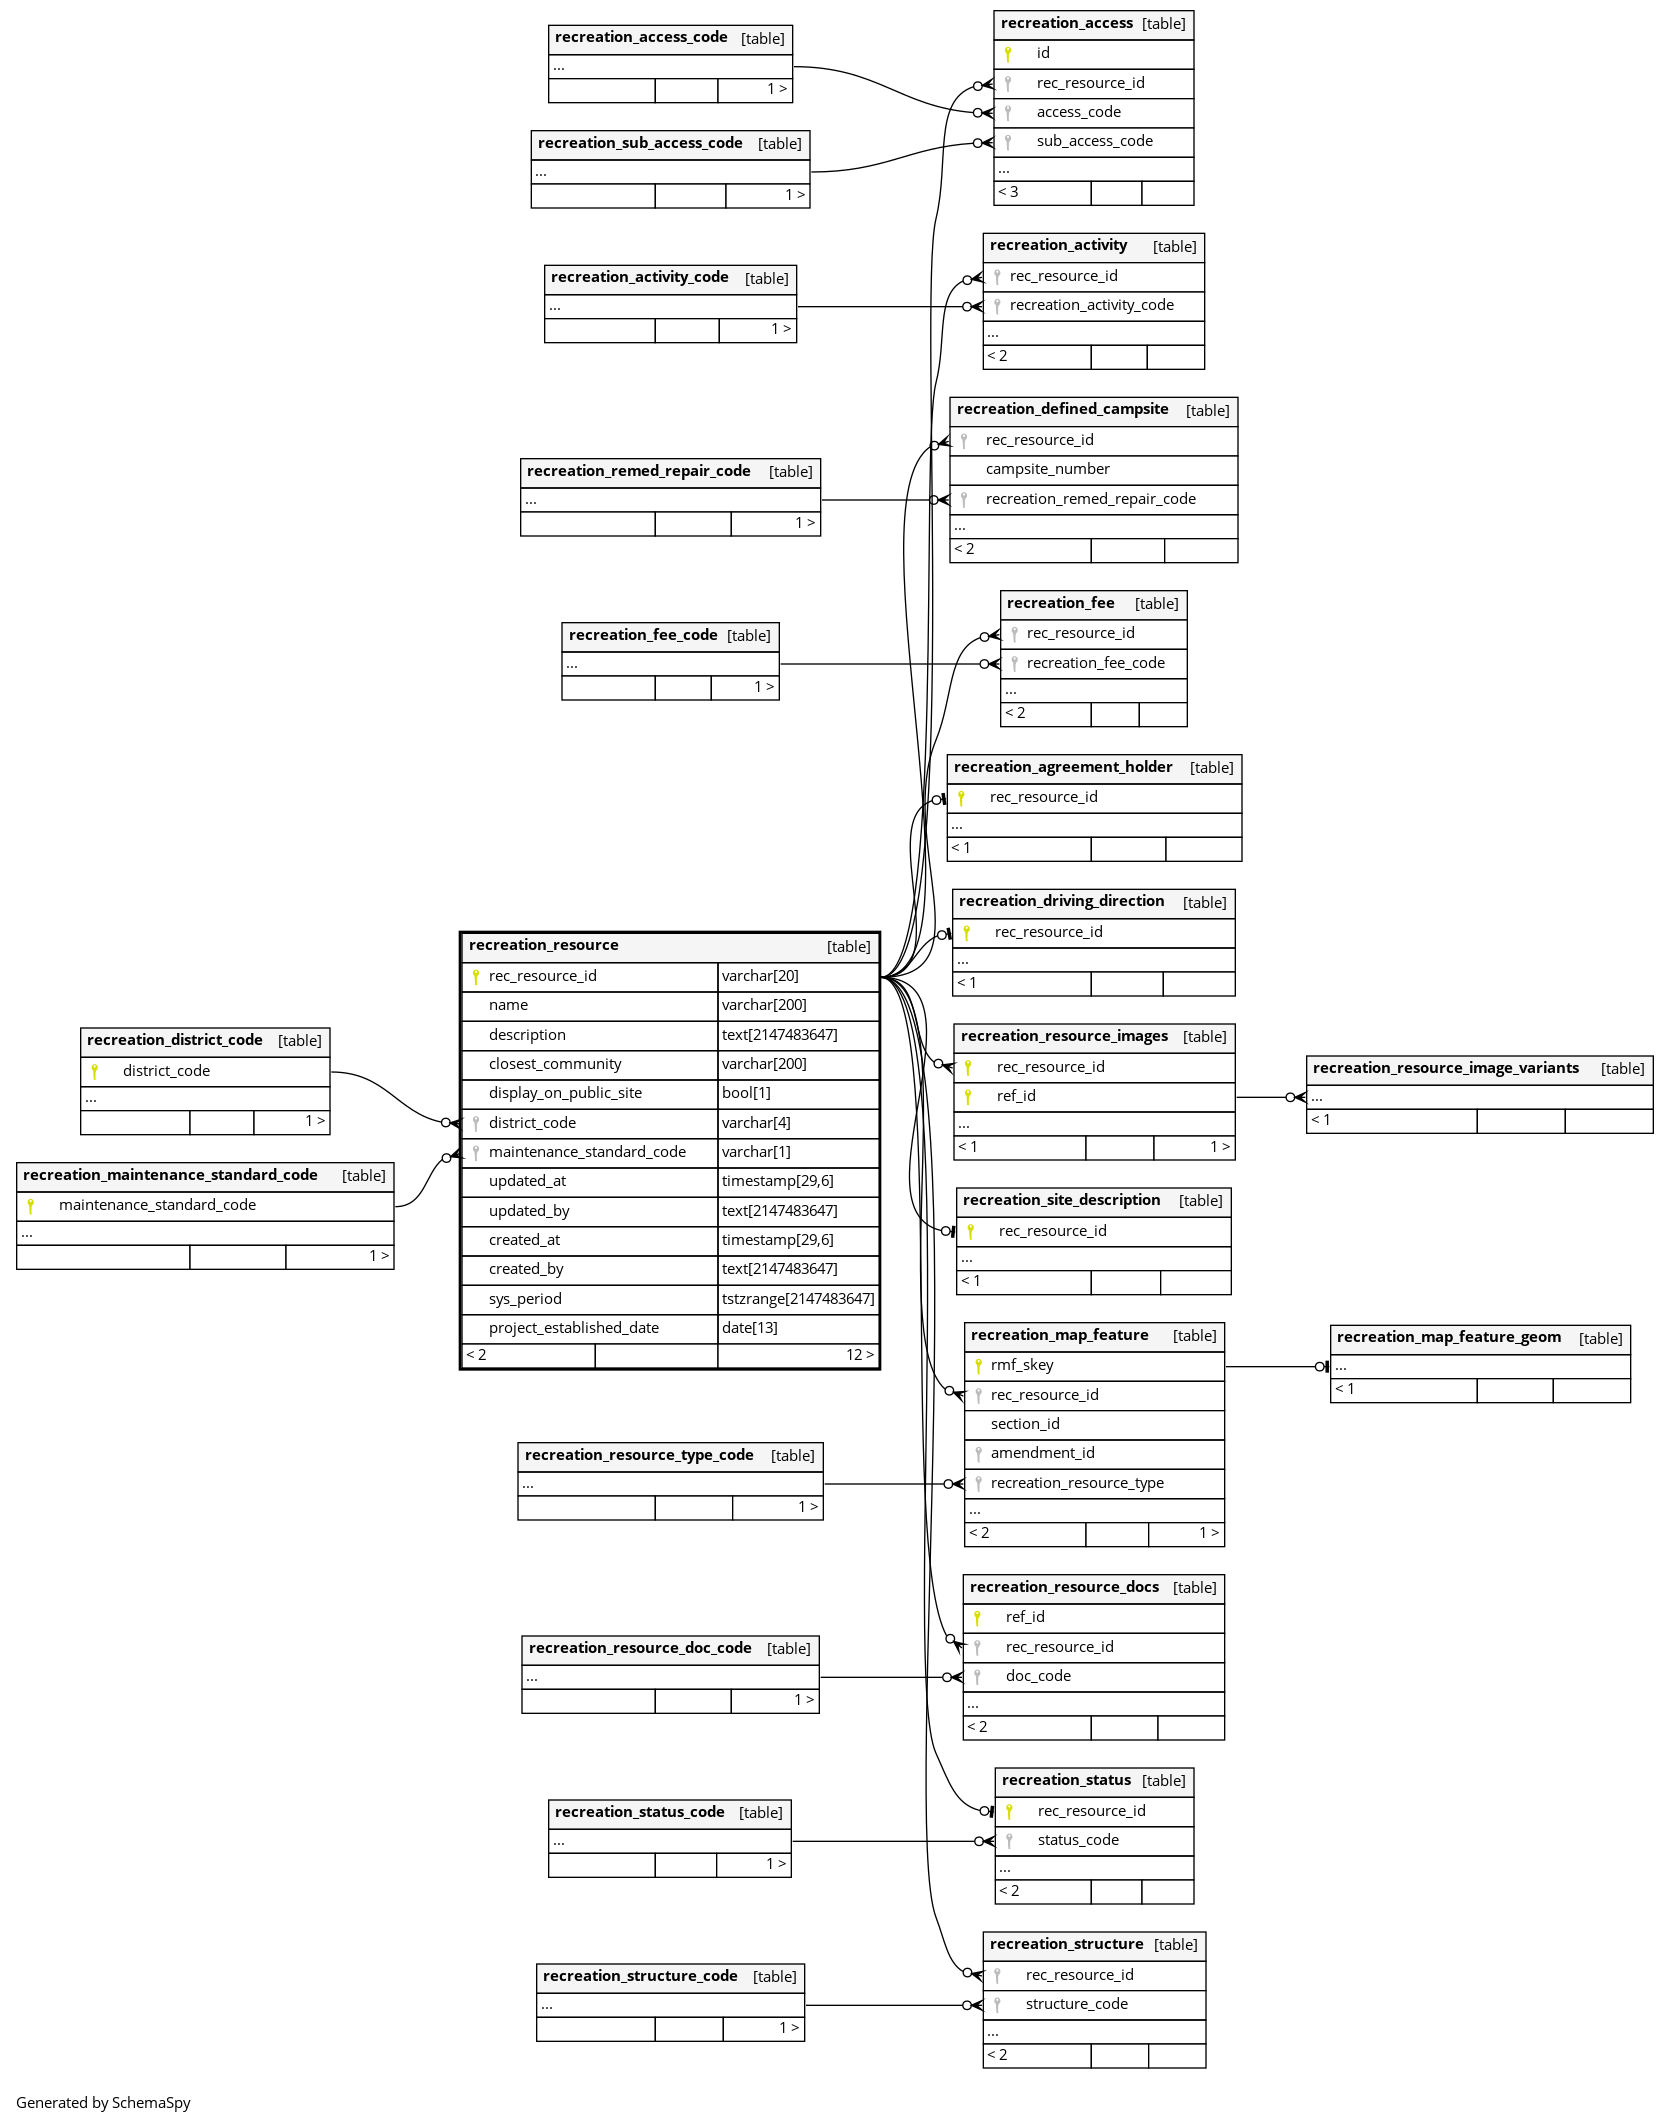 recreation_access_code [table]
...
1 >
recreation_sub_access_code [table]
...
1 >
recreation_activity_code [table]
...
1 >
recreation_remed_repair_code [table]
...
1 >
recreation_fee_code [table]
...
1 >
recreation_access [table]
id
rec_resource_id
access_code
sub_access_code
...
< 3
recreation_activity [table]
rec_resource_id
recreation_activity_code
...
< 2
recreation_defined_campsite [table]
rec_resource_id
campsite_number
recreation_remed_repair_code
...
< 2
recreation_fee [table]
rec_resource_id
recreation_fee_code
...
< 2
recreation_agreement_holder [table]
rec_resource_id
...
< 1
recreation_driving_direction [table]
rec_resource_id
...
< 1
recreation_district_code [table]
district_code
...
1 >
recreation_maintenance_standard_code [table]
maintenance_standard_code
...
1 >
recreation_resource [table]
rec_resource_id varchar[20]
name varchar[200]
description text[2147483647]
closest_community varchar[200]
display_on_public_site bool[1]
district_code varchar[4]
maintenance_standard_code varchar[1]
updated_at timestamp[29,6]
updated_by text[2147483647]
created_at timestamp[29,6]
created_by text[2147483647]
sys_period tstzrange[2147483647]
project_established_date date[13]
< 2 12 >
recreation_resource_images [table]
rec_resource_id
ref_id
...
< 1 1 >
recreation_resource_image_variants [table]
...
< 1
recreation_site_description [table]
rec_resource_id
...
< 1
recreation_map_feature [table]
rmf_skey
rec_resource_id
section_id
amendment_id
recreation_resource_type
...
< 2 1 >
recreation_map_feature_geom [table]
...
< 1
recreation_resource_type_code [table]
...
1 >
recreation_resource_docs [table]
ref_id
rec_resource_id
doc_code
...
< 2
recreation_resource_doc_code [table]
...
1 >
recreation_status [table]
rec_resource_id
status_code
...
< 2
recreation_status_code [table]
...
1 >
recreation_structure [table]
rec_resource_id
structure_code
...
< 2
recreation_structure_code [table]
...
1 >
Generated by SchemaSpy